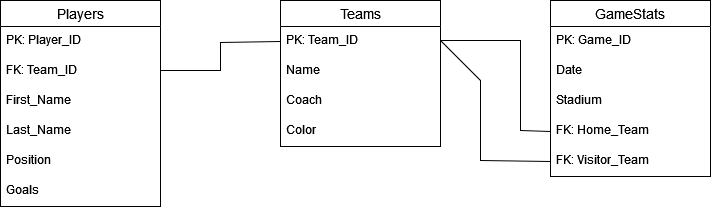 Players
PK: Player_ID
FK: Team_ID
First_Name
Last_Name
Position
Goals
Teams
PK: Team_ID
Name
Coach
Color
GameStats
PK: Game_ID
Date
Stadium
FK: Home_Team
FK: Visitor_Team